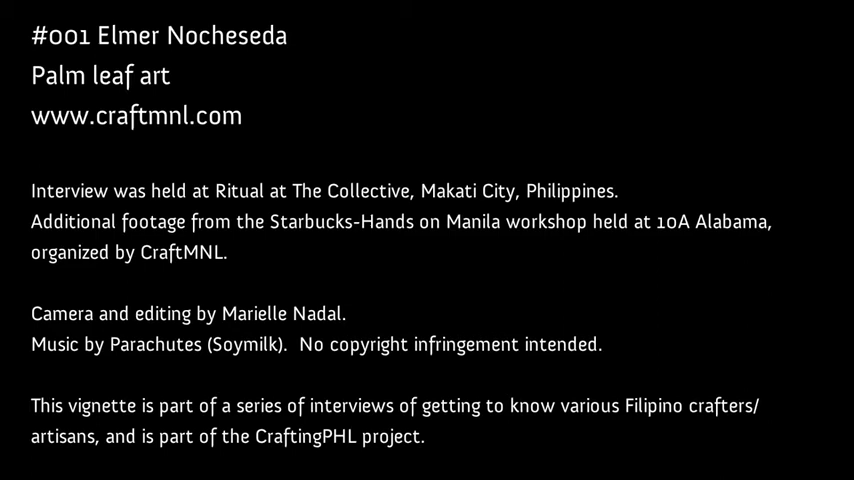 #001 Elmer Nocheseda
Palm leaf art
www.craftmnl.com
Interview was held at Ritual at The Collective, Makati City, Philippines.
Additional footage from the Starbucks-Hands on Manila workshop held at 10A Alabama,
organized by CraftMNL.
Camera and editing by Marielle Nadal.
Music by Parachutes (Soymilk).  No copyright infringement intended.
This vignette is part of a series of interviews of getting to know various Filipino crafters/
artisans, and is part of the CraftingPHL project.